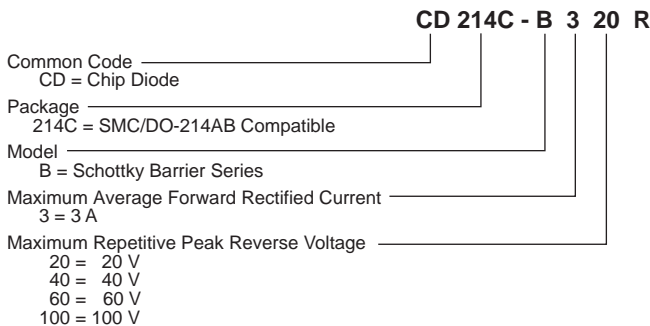 CD 214C - B 3 20 R
Common Code
CD = Chip Diode
Package
214C = SMC/DO-214AB Compatible
Model
B = Schottky Barrier Series
Maximum Average Forward Rectified Current
3 = 3 A
Maximum Repetitive Peak Reverse Voltage
20 = 20 V
40 = 40 V
60 = 60 V
100 = 100 V